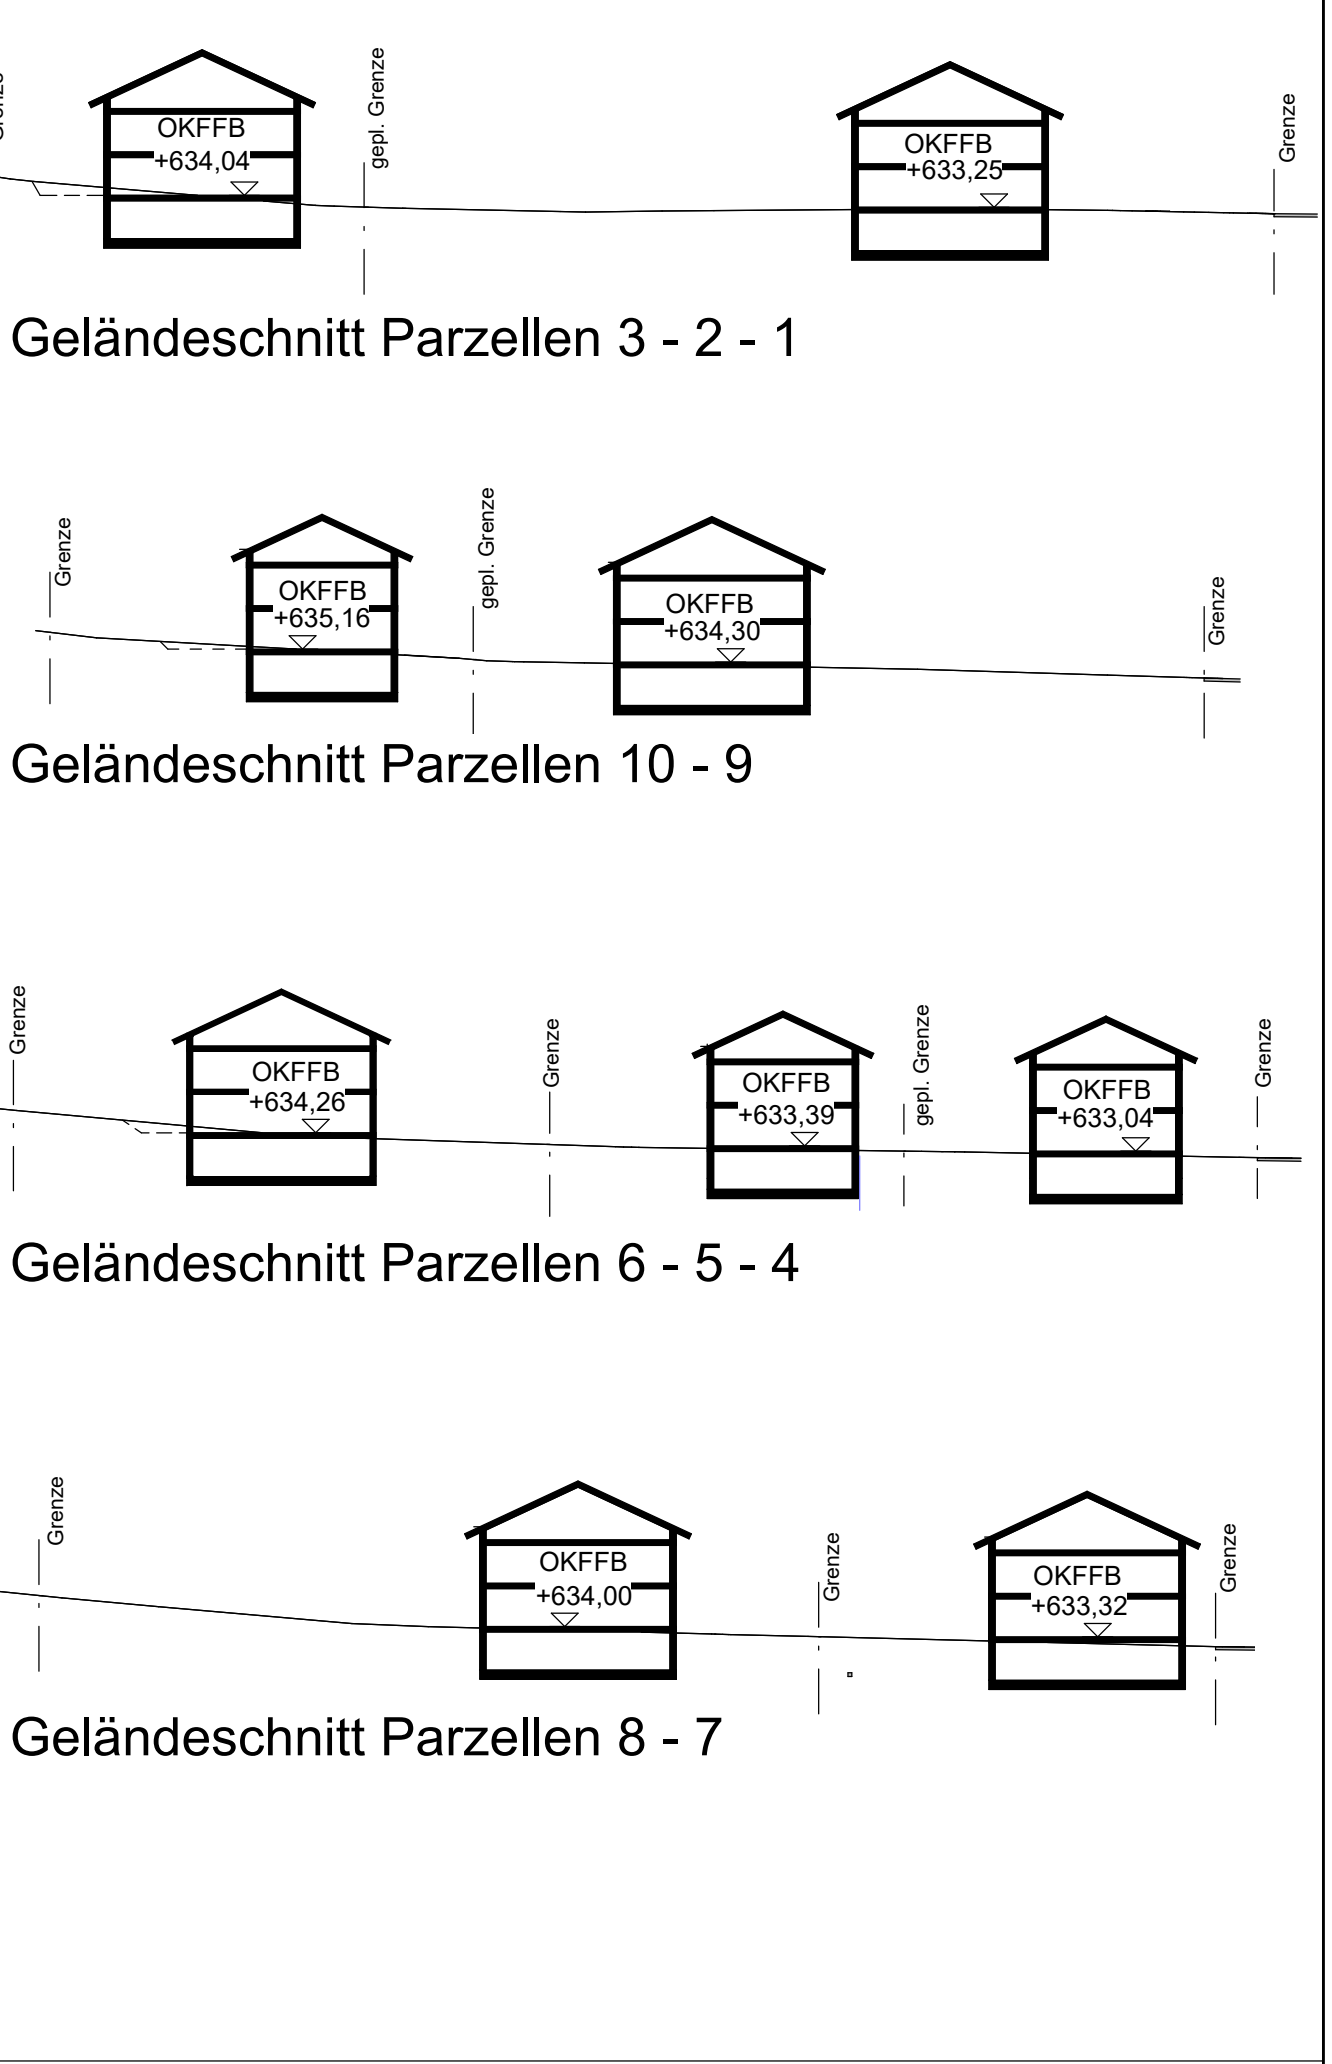 gepl. Grenze
Grenze
OKFFB
+634,04
OKFFB
+633,25
Geländeschnitt Parzellen 3 - 2 - 1
Grenze
gepl. Grenze
Grenze
OKFFB
+635,16
OKFFB
+634,30
Geländeschnitt Parzellen 10 - 9
Grenze
Grenze
gepl. Grenze
Grenze
OKFFB
+634,26
OKFFB
+633,39
OKFFB
+633,04
Geländeschnitt Parzellen 6 - 5 - 4
Grenze
Grenze
Grenze
OKFFB
+634,00
OKFFB
+633,32
Geländeschnitt Parzellen 8 - 7